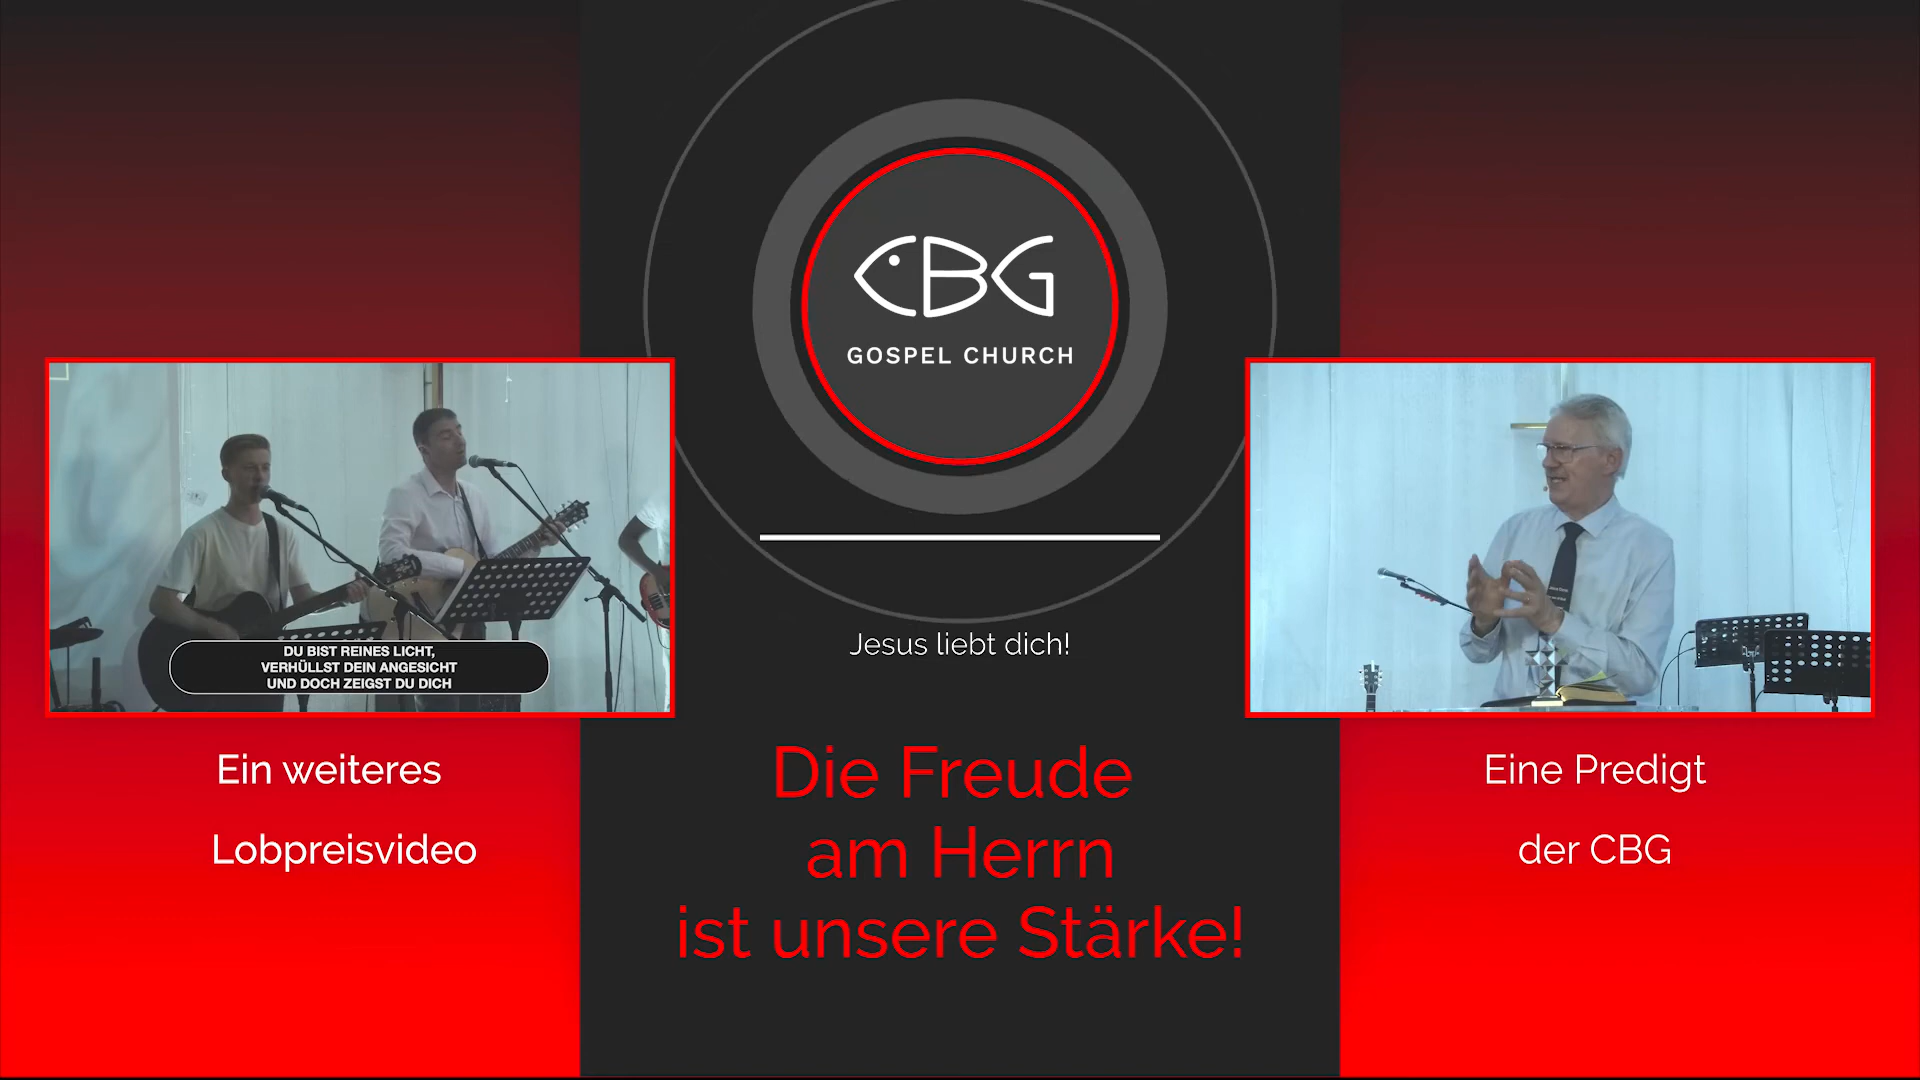 CBG
GOSPEL CHURCH
DU BIST REINES LICHT,
VERHÜLLST DEIN ANGESICHT
UND DOCH ZEIGST DU DICH
Jesus liebt dich!
Ein weiteres
Lobpreisvideo
Die Freude
am Herrn
ist unsere Stärke!
Eine Predigt
der CBG